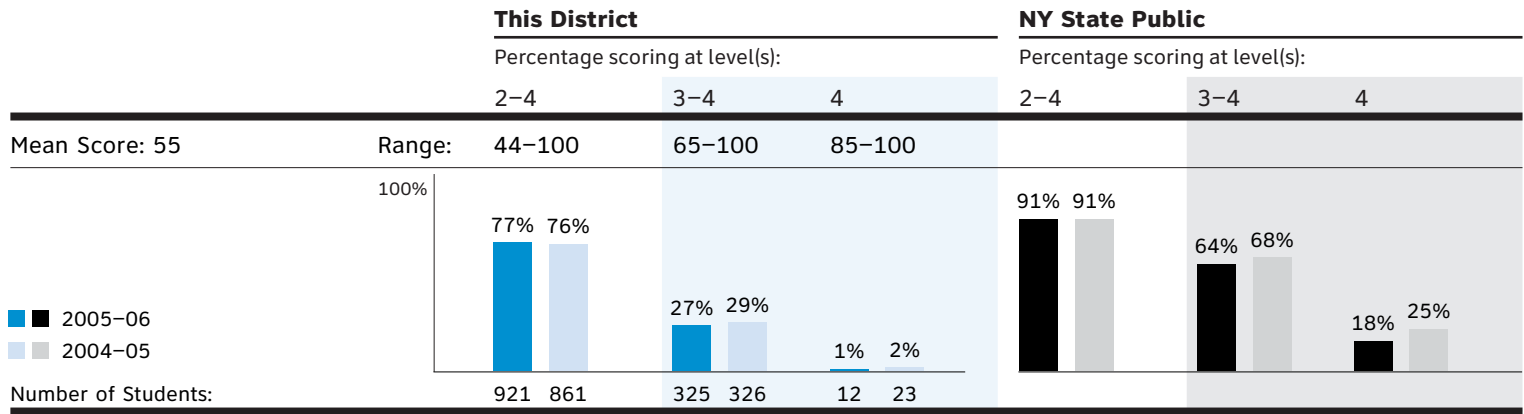 This District NY State Public
Percentage scoring at level(s): Percentage scoring at level(s):
2–4 3–4 4 2–4 3–4 4
Mean Score: 55 Range: 44–100 65–100 85–100
100%
77% 76% 27% 29% 1% 2% 91% 91% 64% 68% 18% 25%
2005–06
2004–05
Number of Students: 921 861 325 326 12 23